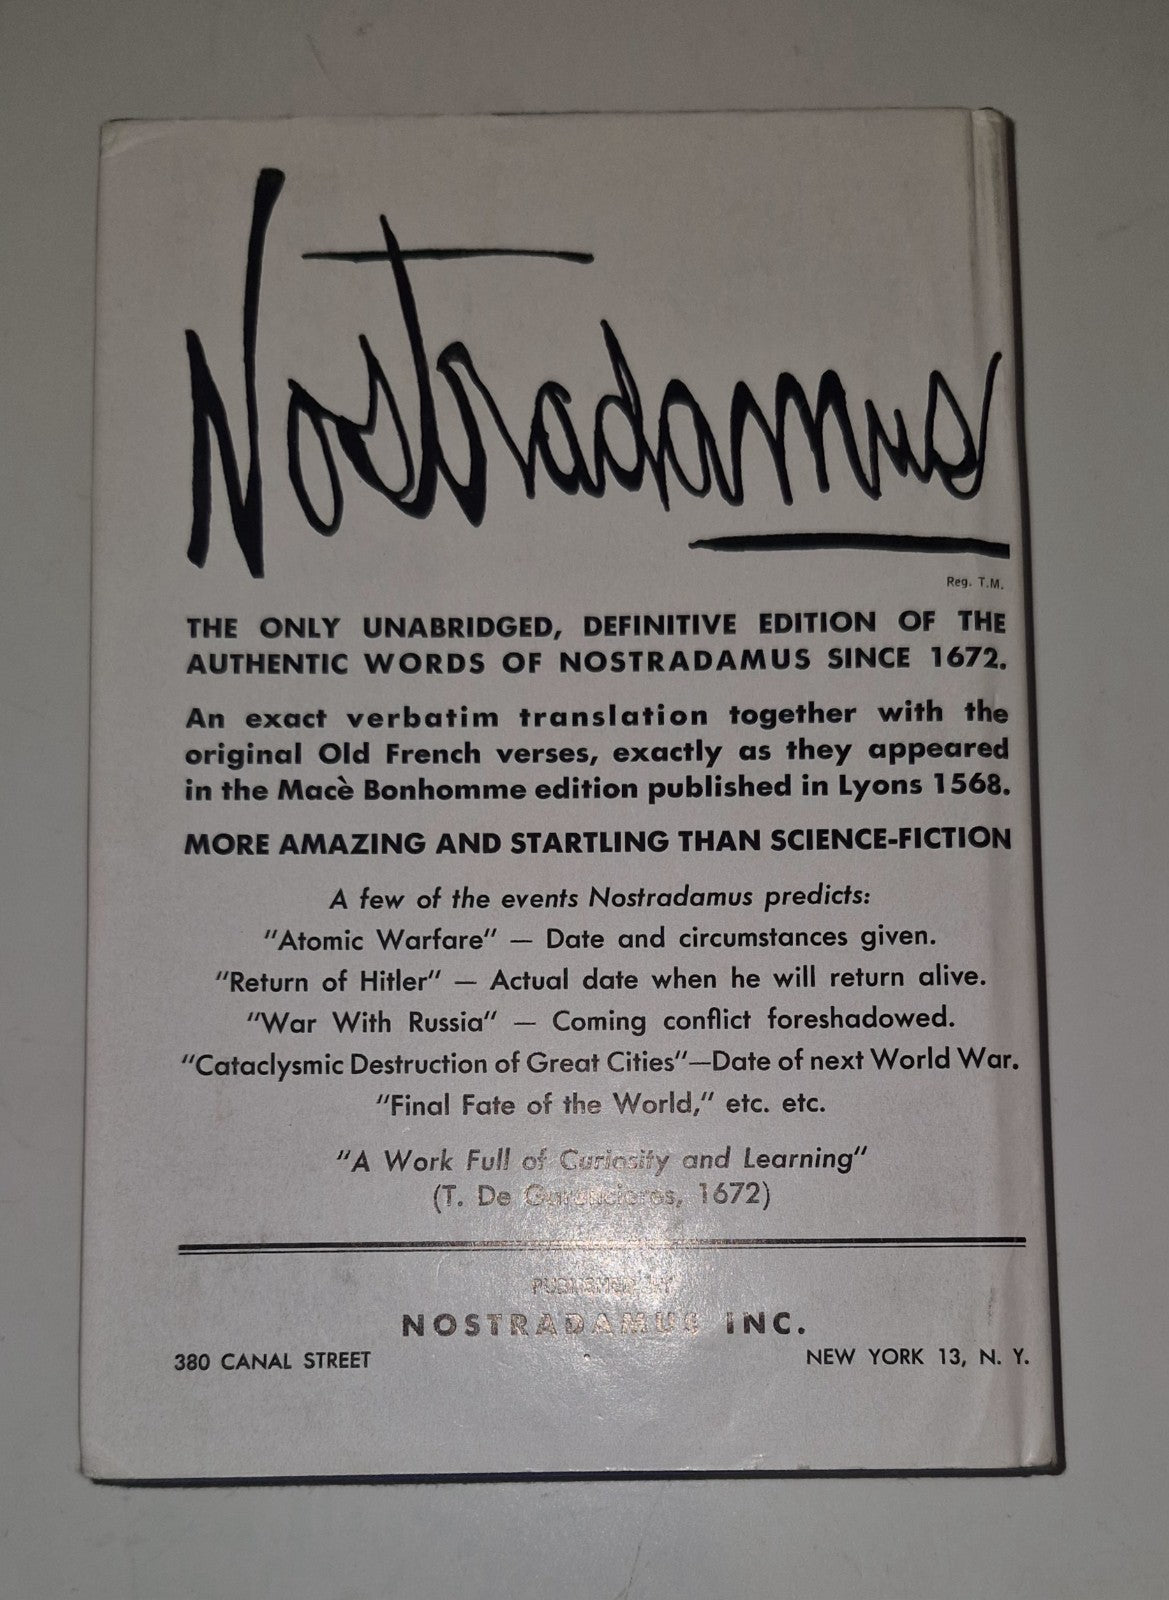 Nostradamus
Reg. T.M.
THE ONLY UNABRIDGED, DEFINITIVE EDITION OF THE
AUTHENTIC WORDS OF NOSTRADAMUS SINCE 1672.
An exact verbatim translation together with the
original Old French verses, exactly as they appeared
in the Macè Bonhomme edition published in Lyons 1568.
MORE AMAZING AND STARTLING THAN SCIENCE-FICTION
A few of the events Nostradamus predicts:
"Atomic Warfare" — Date and circumstances given.
"Return of Hitler" — Actual date when he will return alive.
"War With Russia" — Coming conflict foreshadowed.
"Cataclysmic Destruction of Great Cities"—Date of next World War.
"Final Fate of the World," etc. etc.
"A Work Full of Curiosity and Learning"
(T. De Garencieres, 1672)
PUBLISHED BY
NOSTRADAMUS INC.
380 CANAL STREET NEW YORK 13, N. Y.